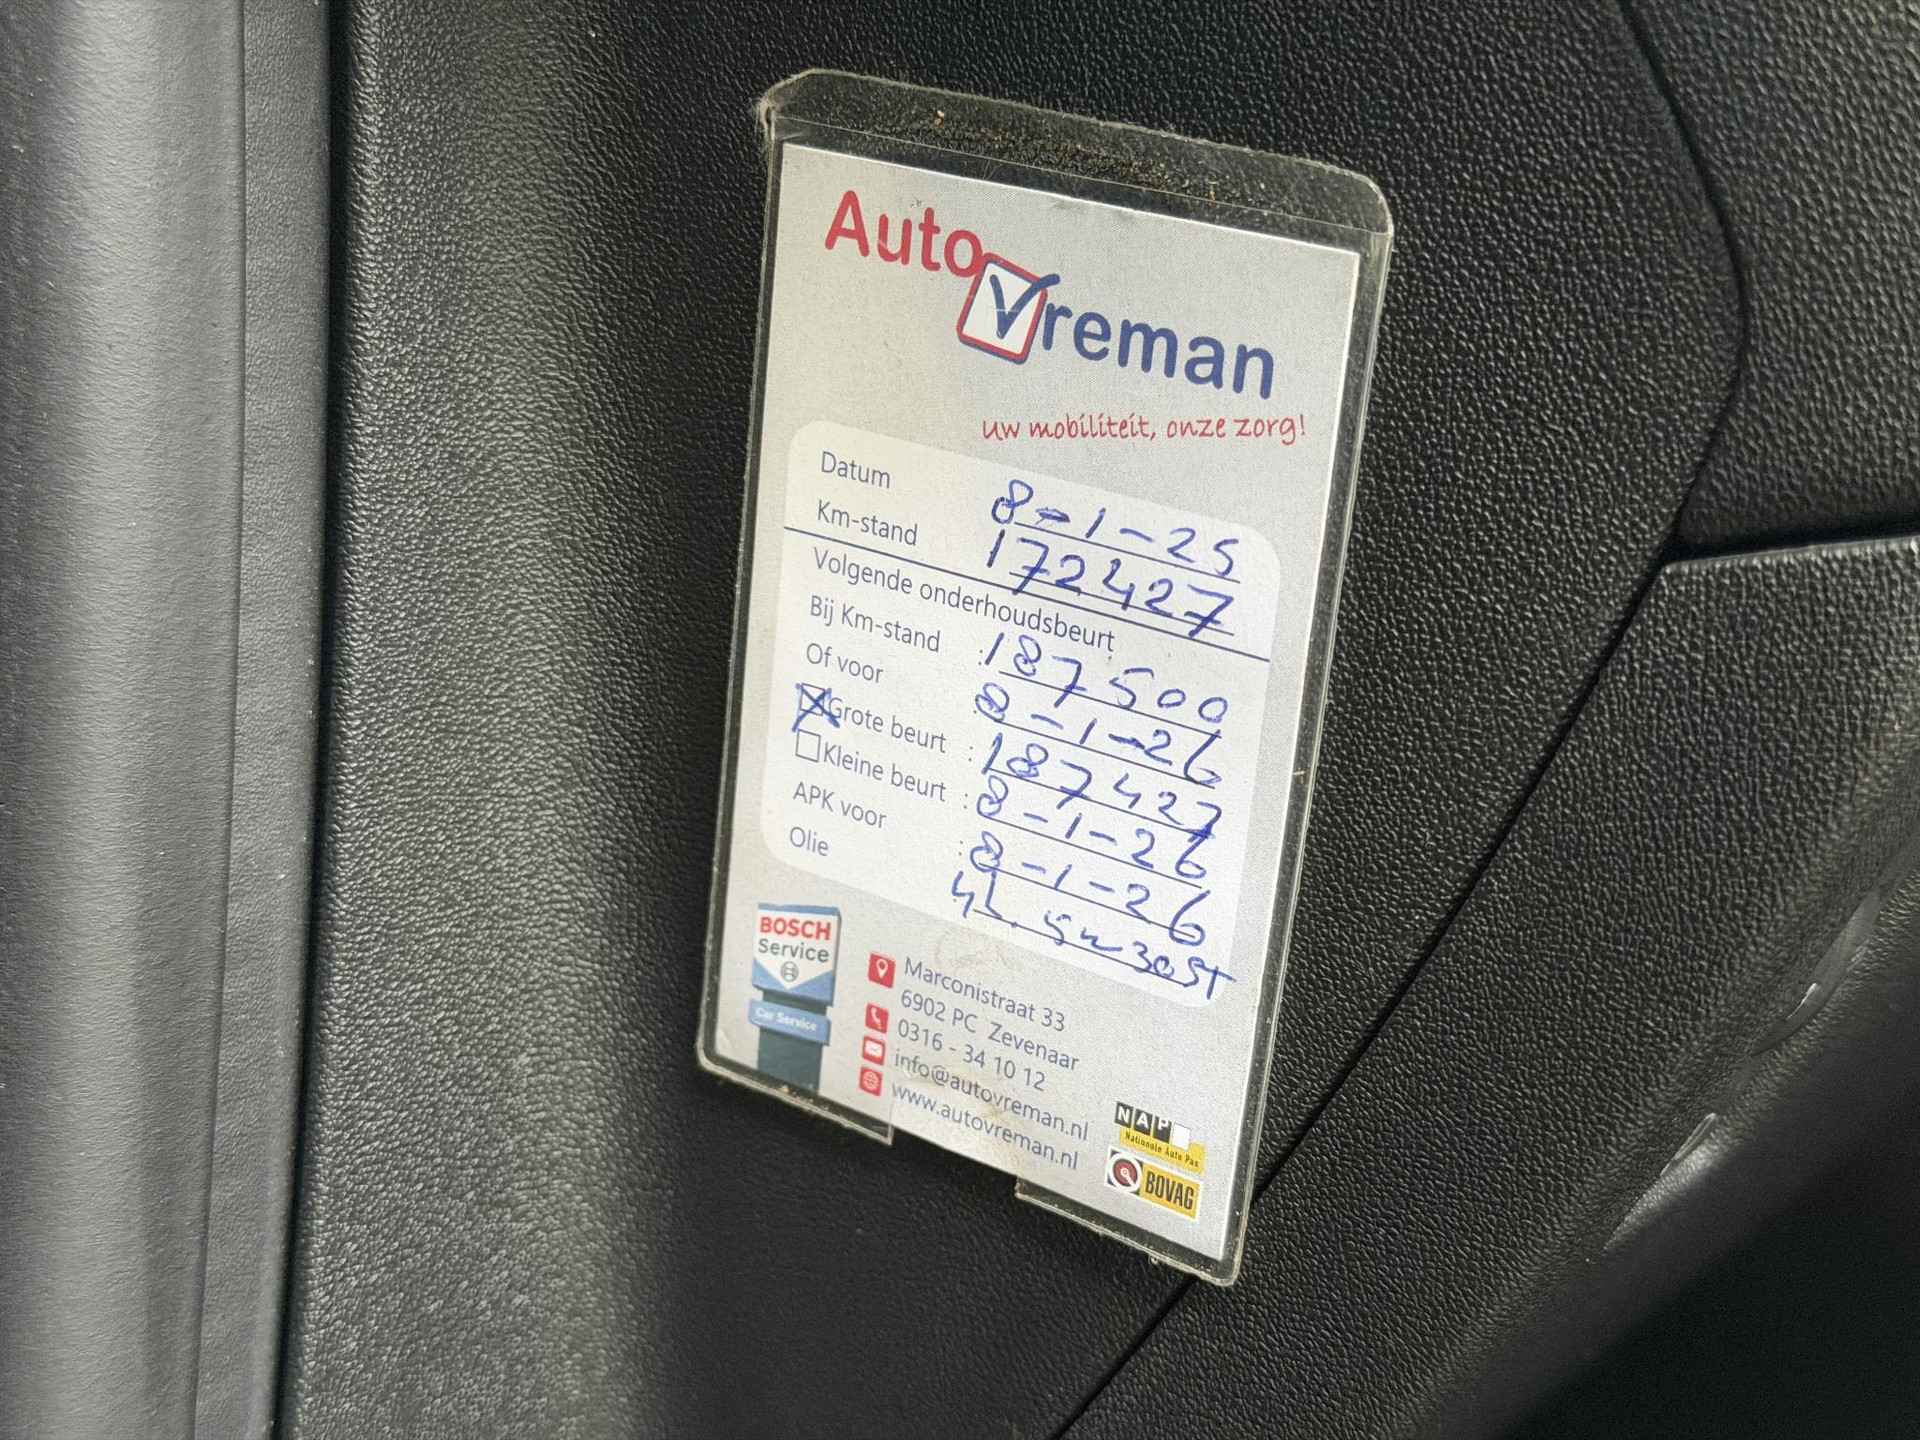 Auto
Vreman
uw mobiliteit, onze zorg!
Datum 8-1-25
Km-stand 172427
Volgende onderhoudsbeurt
Bij Km-stand : 187500
Of voor : 8-1-26
Grote beurt : 187427
Kleine beurt : 8-1-26
APK voor : 8-1-26
Olie 4L. 5w30 ST
BOSCH
Service
Car Service
Marconistraat 33
6902 PC Zevenaar
0316 - 34 10 12
info@autovreman.nl
www.autovreman.nl
NAP
Nationale Auto Pas
BOVAG